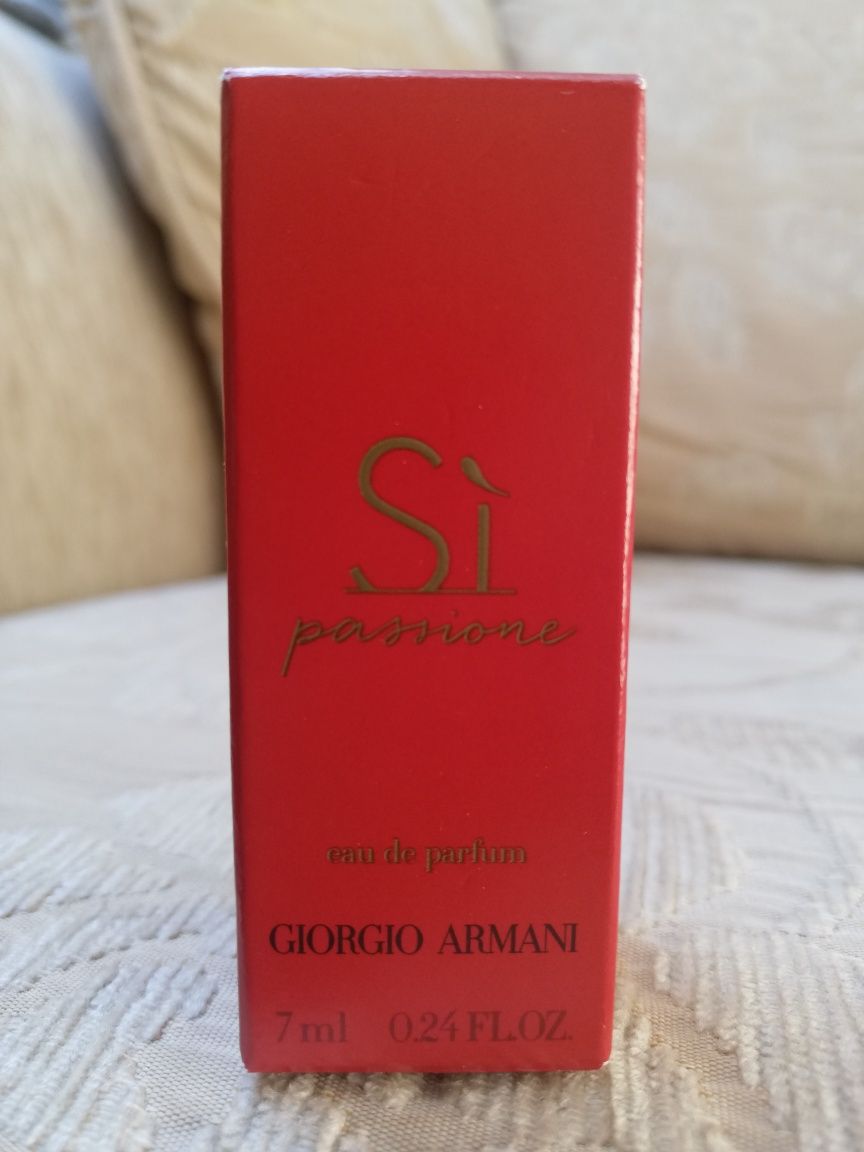 Sì
passione
eau de parfum
GIORGIO ARMANI
7 ml 0.24 FL.OZ.